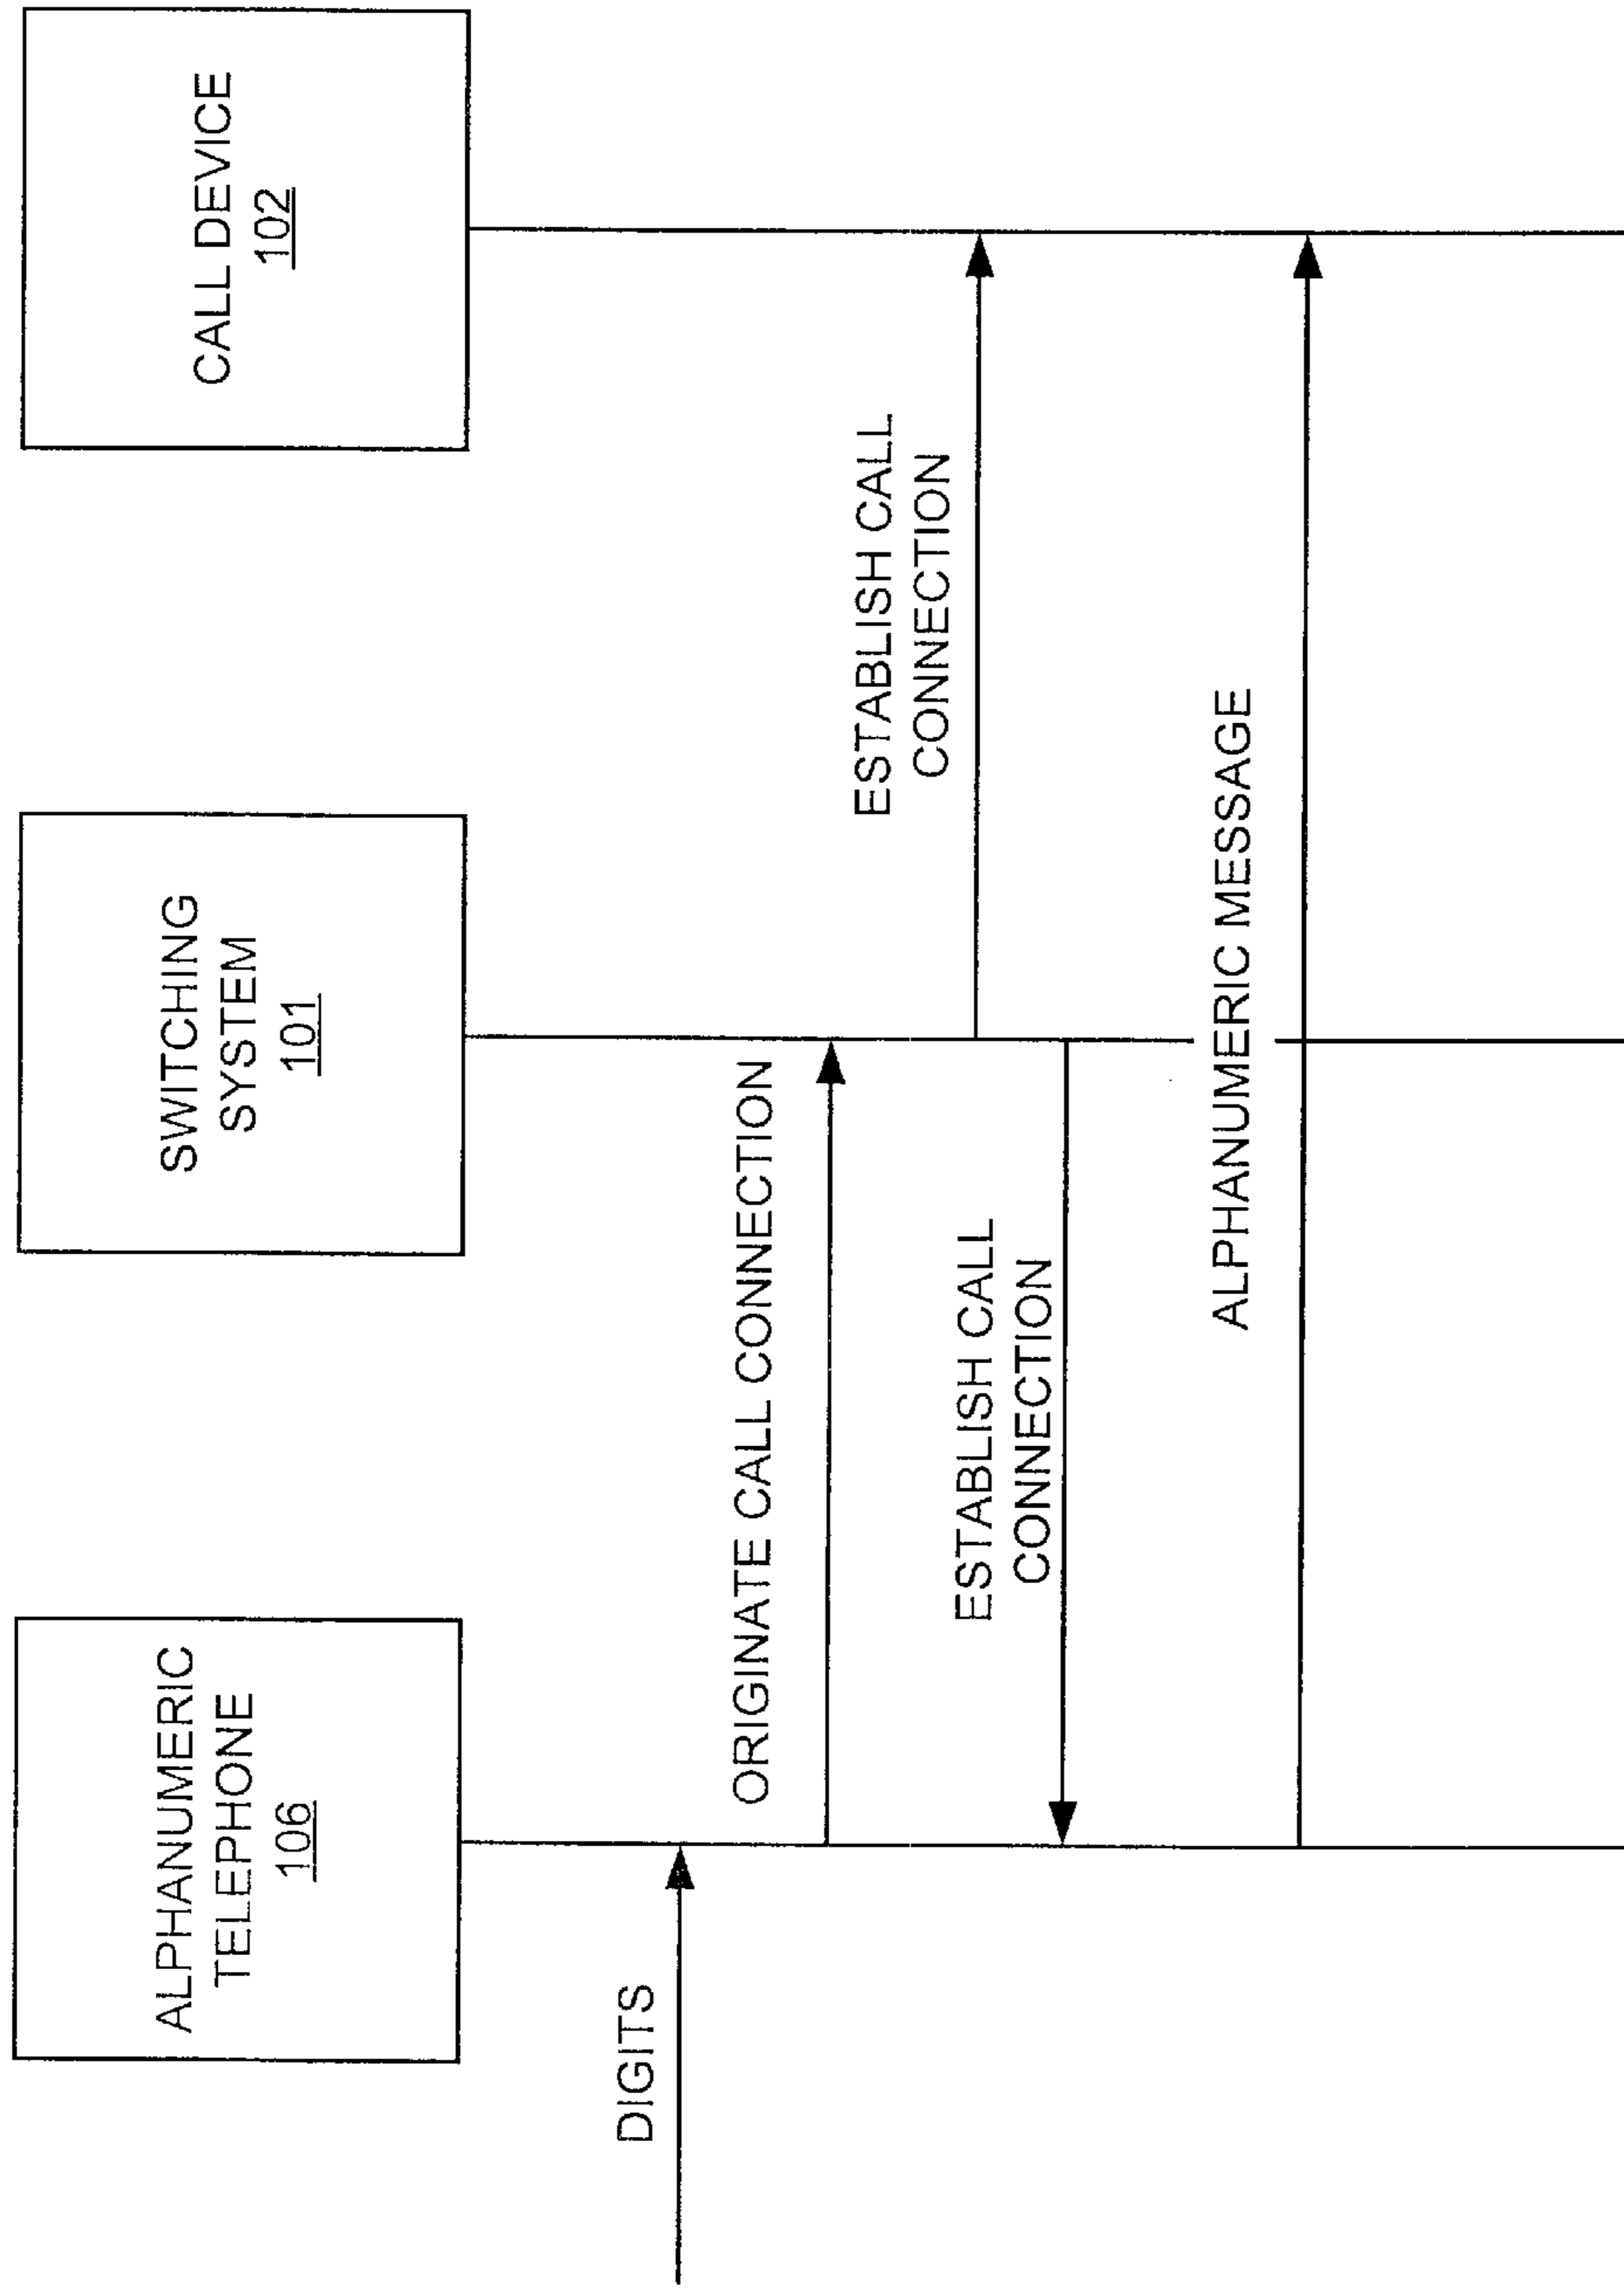 ALPHANUMERIC
TELEPHONE
106
SWITCHING
SYSTEM
101
CALL DEVICE
102
DIGITS
ORIGINATE CALL CONNECTION
ESTABLISH CALL
CONNECTION
ESTABLISH CALL
CONNECTION
ALPHANUMERIC MESSAGE